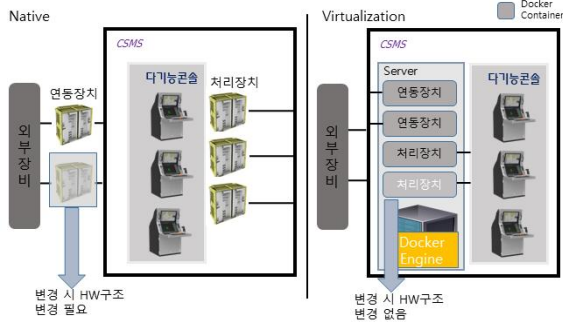 Native
CSMS
다기능콘솔
연동장치
처리장치
외부장비
변경 시 HW구조
변경 필요
Virtualization
Docker
Container
CSMS
Server
다기능콘솔
연동장치
연동장치
처리장치
처리장치
외부장비
Docker
Engine
변경 시 HW구조
변경 없음